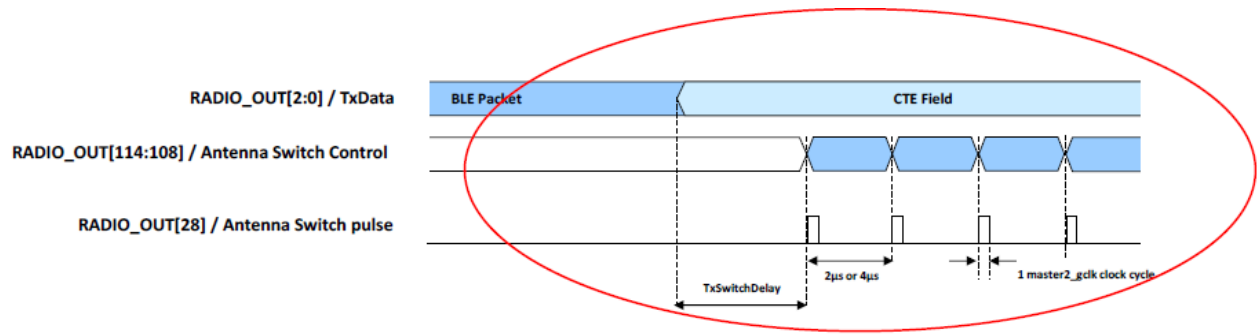 RADIO_OUT[2:0] / TxData
BLE Packet
CTE Field
RADIO_OUT[114:108] / Antenna Switch Control
RADIO_OUT[28] / Antenna Switch pulse
2µs or 4µs
1 master2_gclk clock cycle
TxSwitchDelay